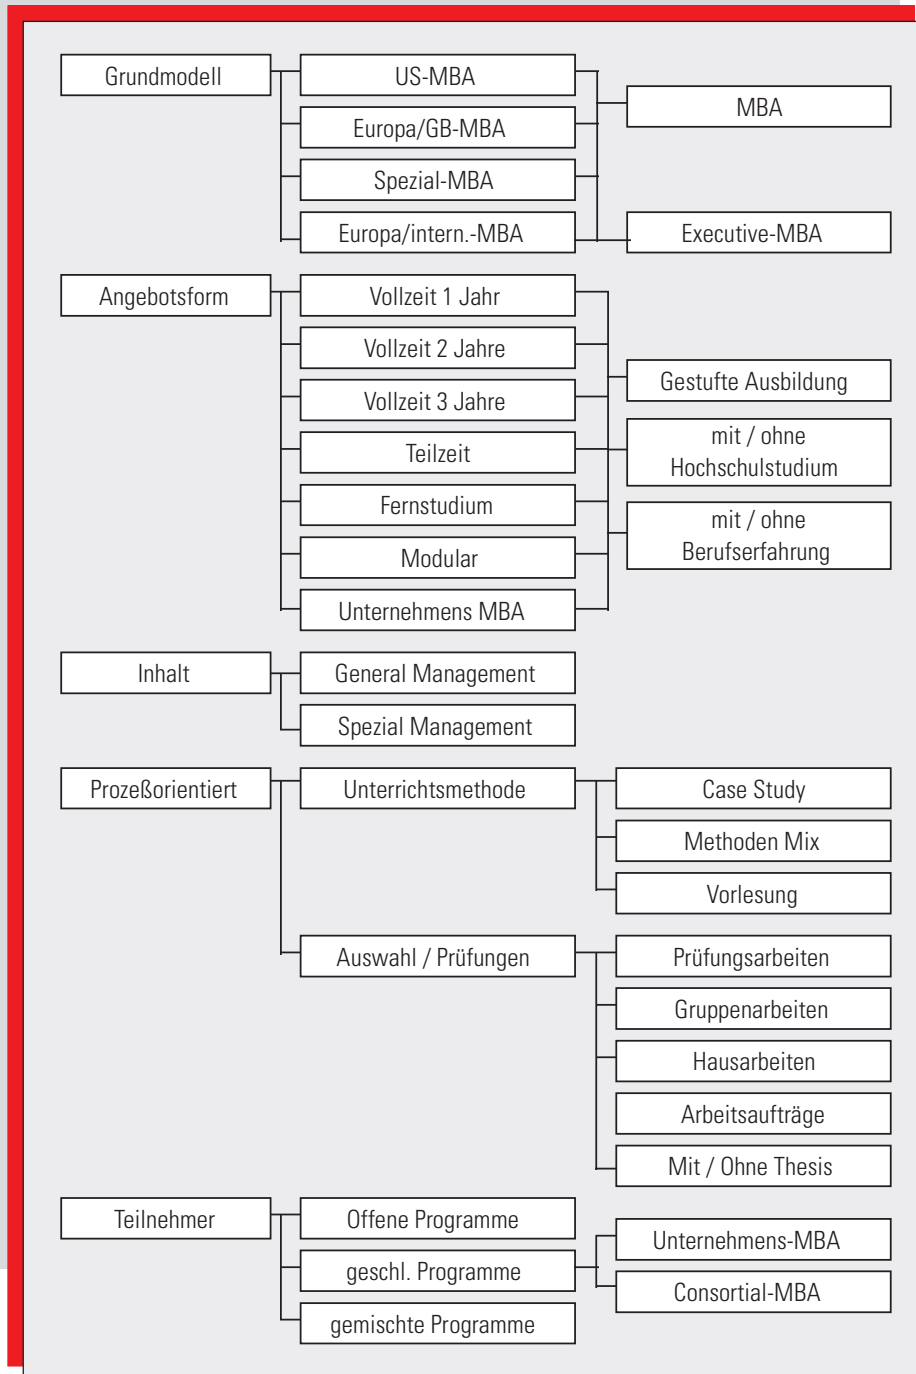 Grundmodell
US-MBA
MBA
Europa/GB-MBA
Spezial-MBA
Europa/intern.-MBA
Executive-MBA
Angebotsform
Vollzeit 1 Jahr
Vollzeit 2 Jahre
Gestufte Ausbildung
Vollzeit 3 Jahre
mit / ohne
Hochschulstudium
Teilzeit
Fernstudium
mit / ohne
Berufserfahrung
Modular
Unternehmens MBA
Inhalt
General Management
Spezial Management
Prozeßorientiert
Unterrichtsmethode
Case Study
Methoden Mix
Vorlesung
Auswahl / Prüfungen
Prüfungsarbeiten
Gruppenarbeiten
Hausarbeiten
Arbeitsaufträge
Mit / Ohne Thesis
Teilnehmer
Offene Programme
Unternehmens-MBA
geschl. Programme
Consortial-MBA
gemischte Programme